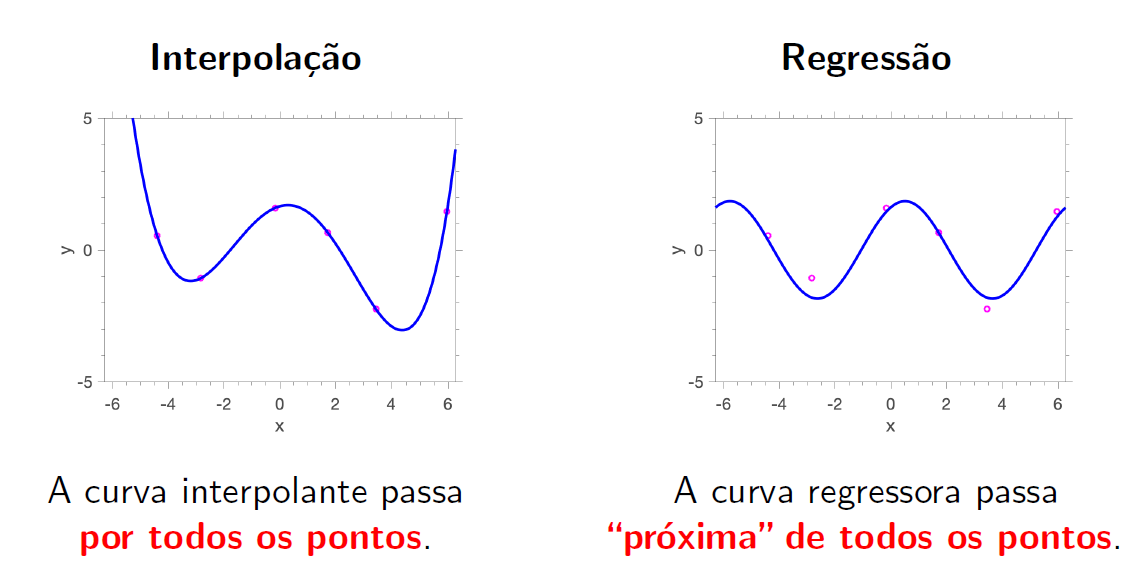 Interpolação
Regressão
5
0
-5
y
-6 -4 -2 0 2 4 6
x
5
0
-5
y
-6 -4 -2 0 2 4 6
x
A curva interpolante passa
por todos os pontos.
A curva regressora passa
“próxima” de todos os pontos.